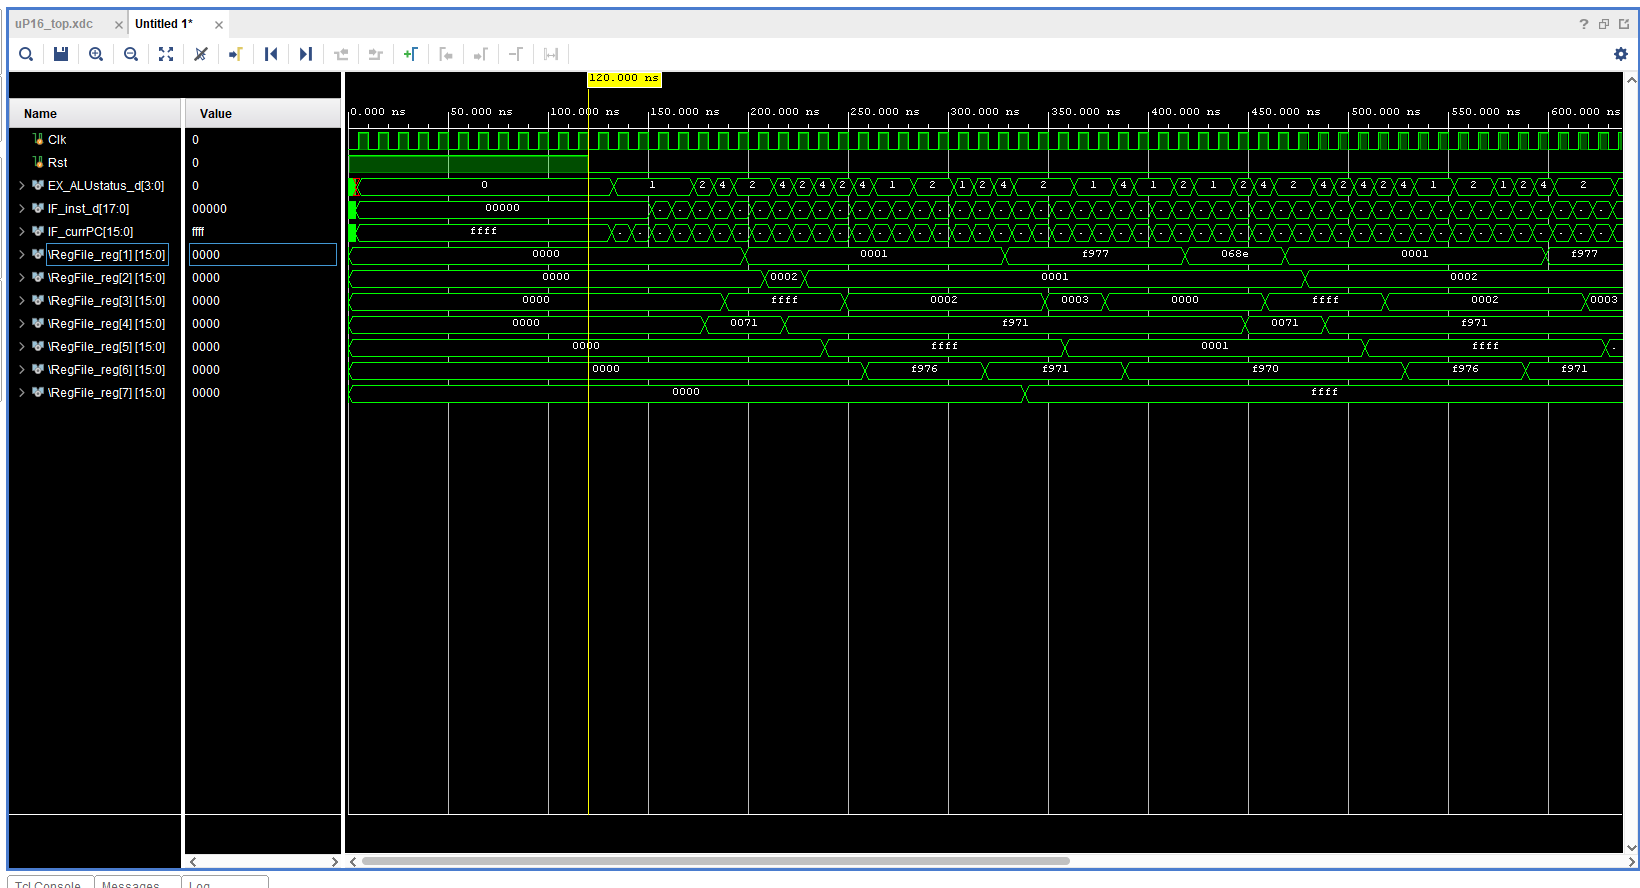 uP16_top.xdc × Untitled 1* ×
?
120.000 ns
Name Value
0.000 ns 50.000 ns 100.000 ns 150.000 ns 200.000 ns 250.000 ns 300.000 ns 350.000 ns 400.000 ns 450.000 ns 500.000 ns 550.000 ns 600.000 ns
Clk 0
Rst 0
EX_ALUstatus_d[3:0] 0 0 1 2 4 2 4 2 4 2 4 1 2 1 2 4 2 1 4 1 2 1 2 4 2 4 2 4 2 4 1 2 1 2 4 2
IF_inst_d[17:0] 00000 00000
IF_currPC[15:0] ffff ffff
\RegFile_reg[1] [15:0] 0000 0000 0001 f977 068e 0001 f977
\RegFile_reg[2] [15:0] 0000 0000 0002 0001 0002
\RegFile_reg[3] [15:0] 0000 0000 ffff 0002 0003 0000 ffff 0002 0003
\RegFile_reg[4] [15:0] 0000 0000 0071 f971 0071 f971
\RegFile_reg[5] [15:0] 0000 0000 ffff 0001 ffff
\RegFile_reg[6] [15:0] 0000 0000 f976 f971 f970 f976 f971
\RegFile_reg[7] [15:0] 0000 0000 ffff
Tcl Console Messages Log